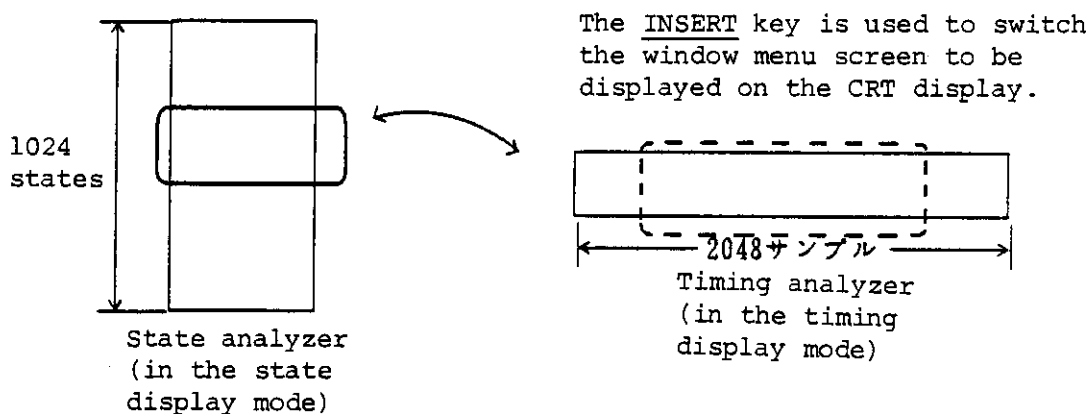 The INSERT key is used to switch
the window menu screen to be
displayed on the CRT display.
1024
states
2048サンプル
Timing analyzer
(in the timing
display mode)
State analyzer
(in the state
display mode)